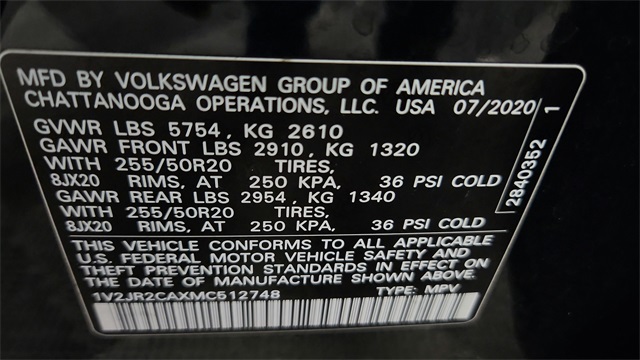 MFD BY VOLKSWAGEN GROUP OF AMERICA
CHATTANOOGA OPERATIONS, LLC. USA 07/2020
GVWR LBS 5754, KG 2610
GAWR FRONT LBS 2910, KG 1320
WITH 255/50R20 TIRES,
8JX20 RIMS, AT 250 KPA, 36 PSI COLD
GAWR REAR LBS 2954, KG 1340
WITH 255/50R20 TIRES,
8JX20 RIMS, AT 250 KPA, 36 PSI COLD
THIS VEHICLE CONFORMS TO ALL APPLICABLE
U.S. FEDERAL MOTOR VEHICLE SAFETY AND
THEFT PREVENTION STANDARDS IN EFFECT ON
THE DATE OF MANUFACTURE SHOWN ABOVE.
1V2JR2CAXMC512748 TYPE: MPV
2840352 1